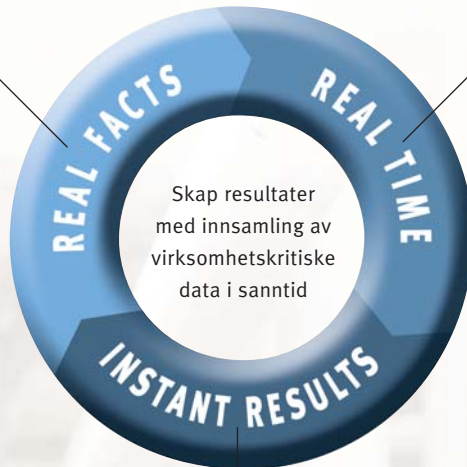 REAL FACTS
REAL TIME
Skap resultater
med innsamling av
virksomhetskritiske
data i sanntid
INSTANT RESULTS